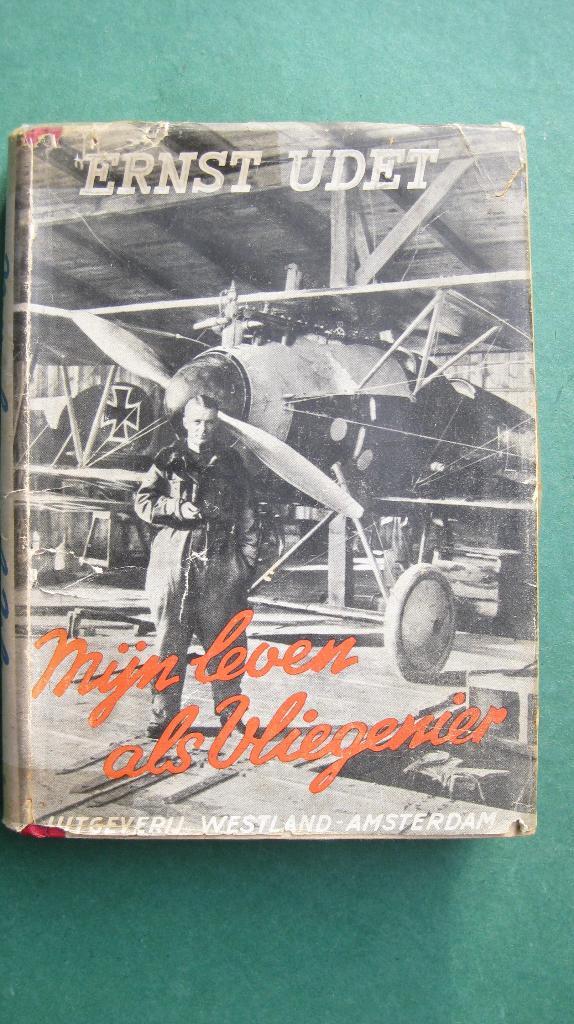 ERNST UDET
Mijn leven
als Vliegenier
UITGEVERIJ WESTLAND-AMSTERDAM